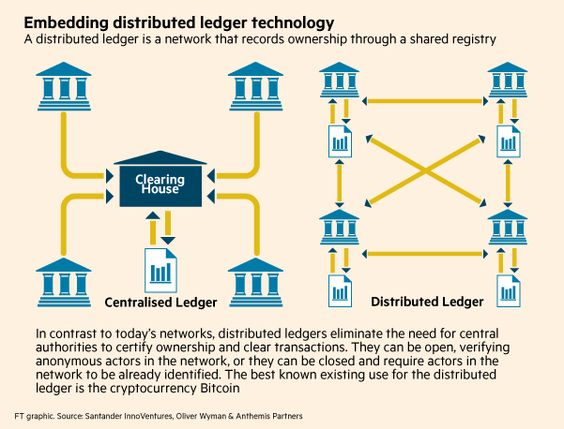 Embedding distributed ledger technology
A distributed ledger is a network that records ownership through a shared registry
Clearing
House
Centralised Ledger
Distributed Ledger
In contrast to today's networks, distributed ledgers eliminate the need for central
authorities to certify ownership and clear transactions. They can be open, verifying
anonymous actors in the network, or they can be closed and require actors in the
network to be already identified. The best known existing use for the distributed
ledger is the cryptocurrency Bitcoin
FT graphic. Source: Santander InnoVentures, Oliver Wyman & Anthemis Partners